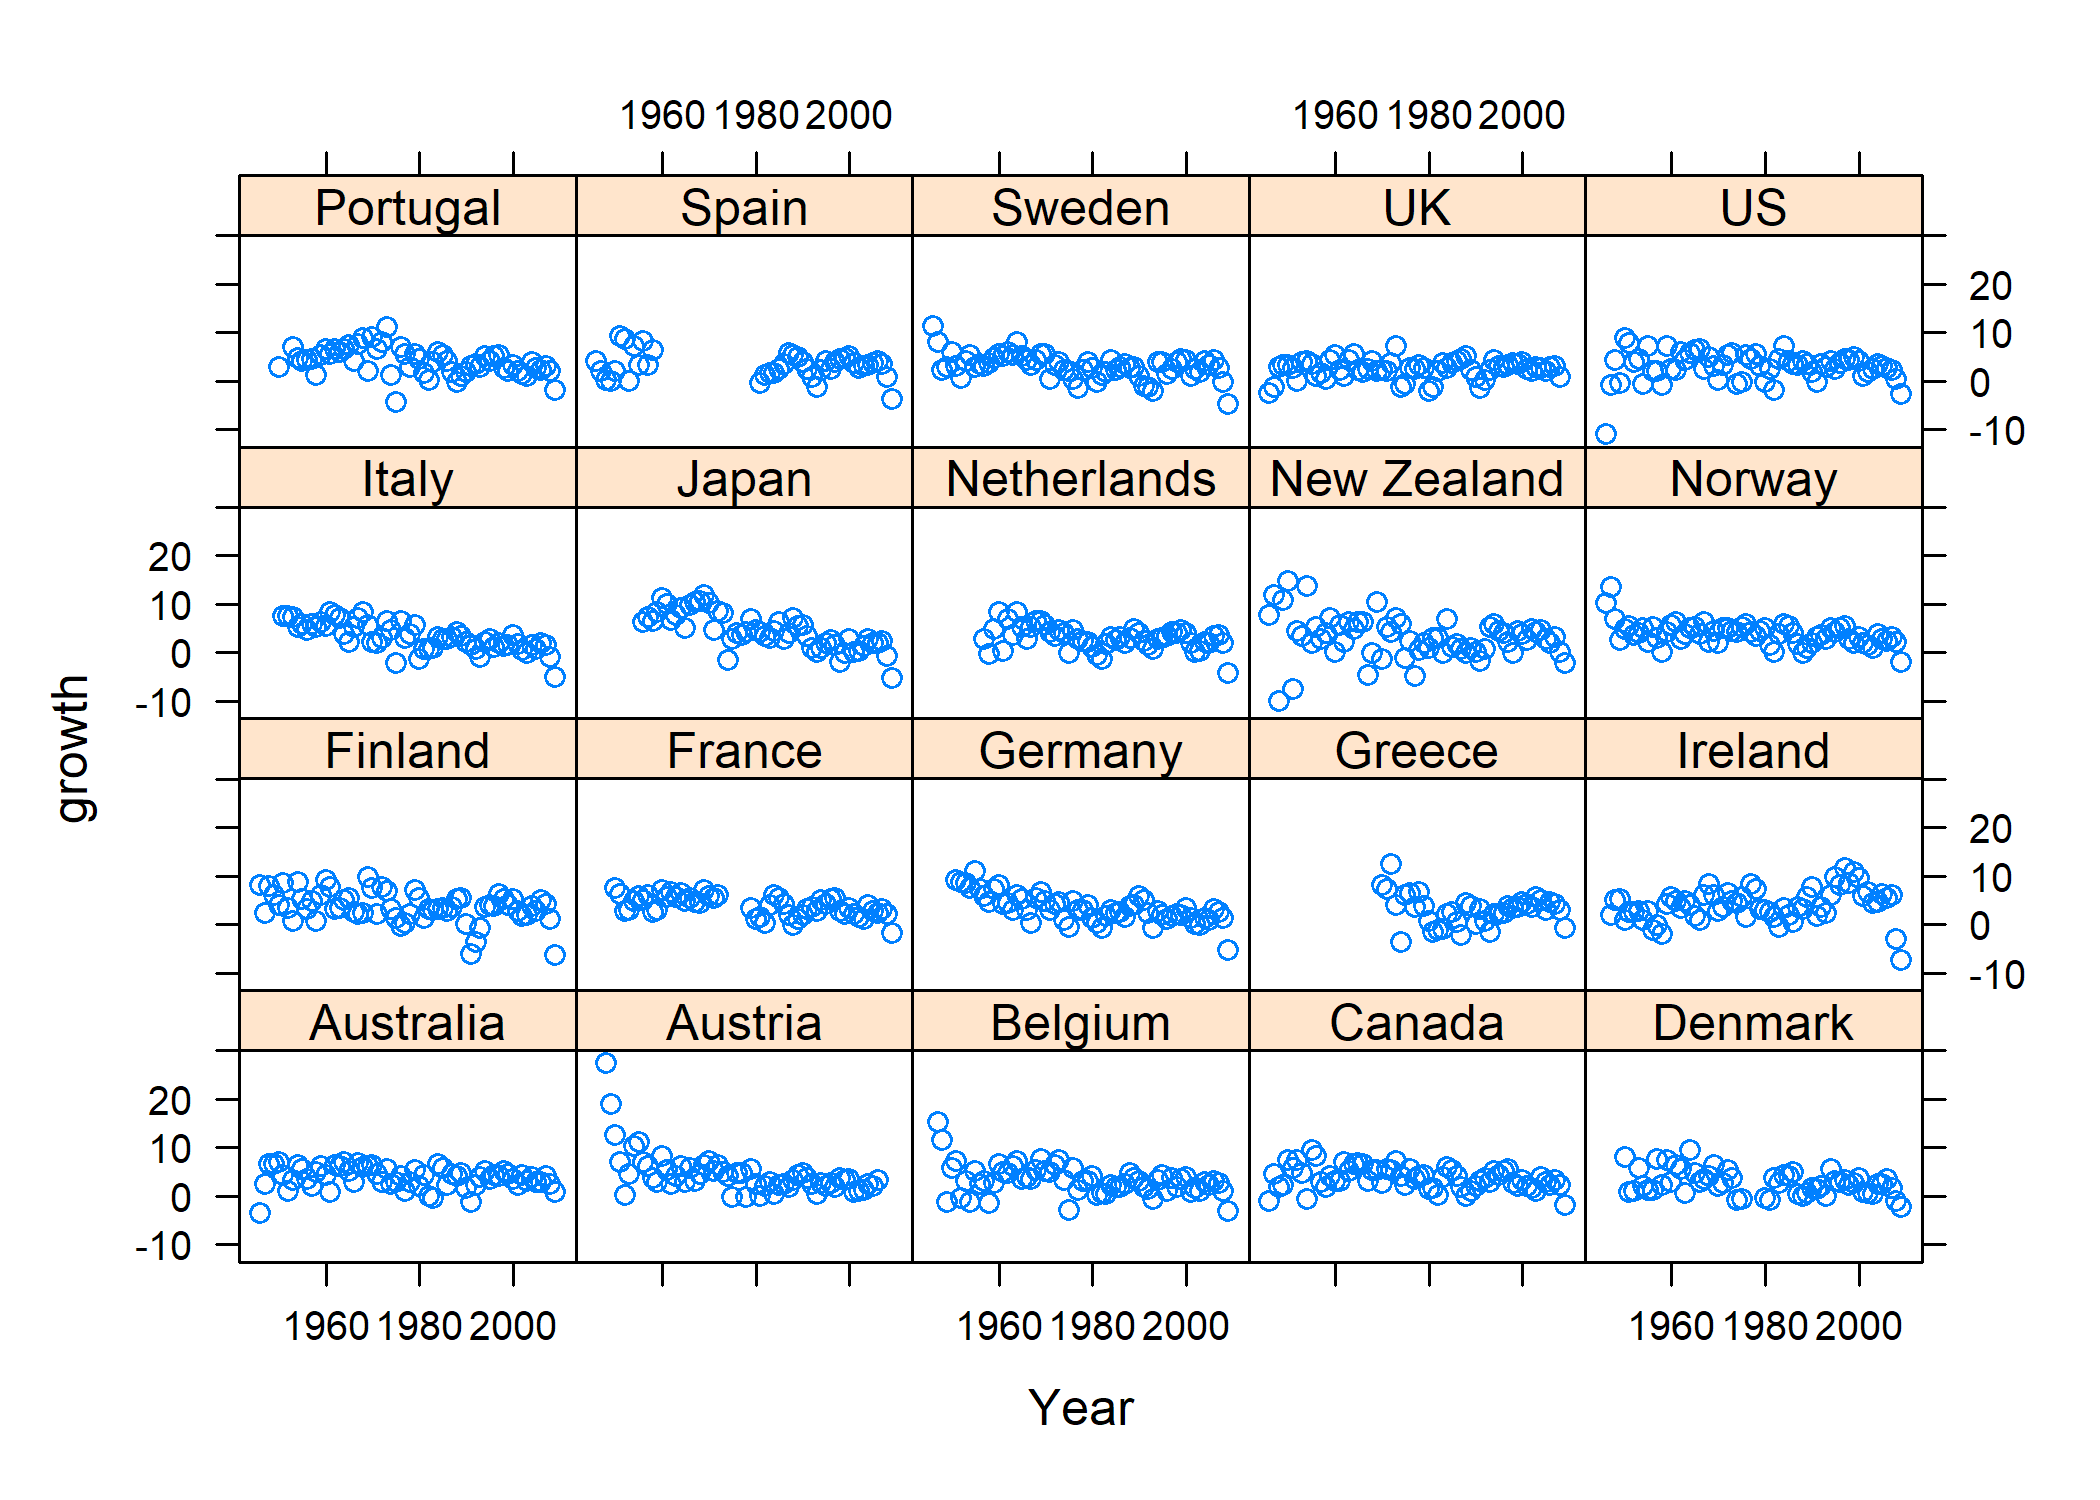 1960 1980 2000 1960 1980 2000
Portugal Spain Sweden UK US
20
10
0
-10
Italy Japan Netherlands New Zealand Norway
20
10
0
-10
growth
Finland France Germany Greece Ireland
20
10
0
-10
Australia Austria Belgium Canada Denmark
20
10
0
-10
1960 1980 2000 1960 1980 2000 1960 1980 2000
Year